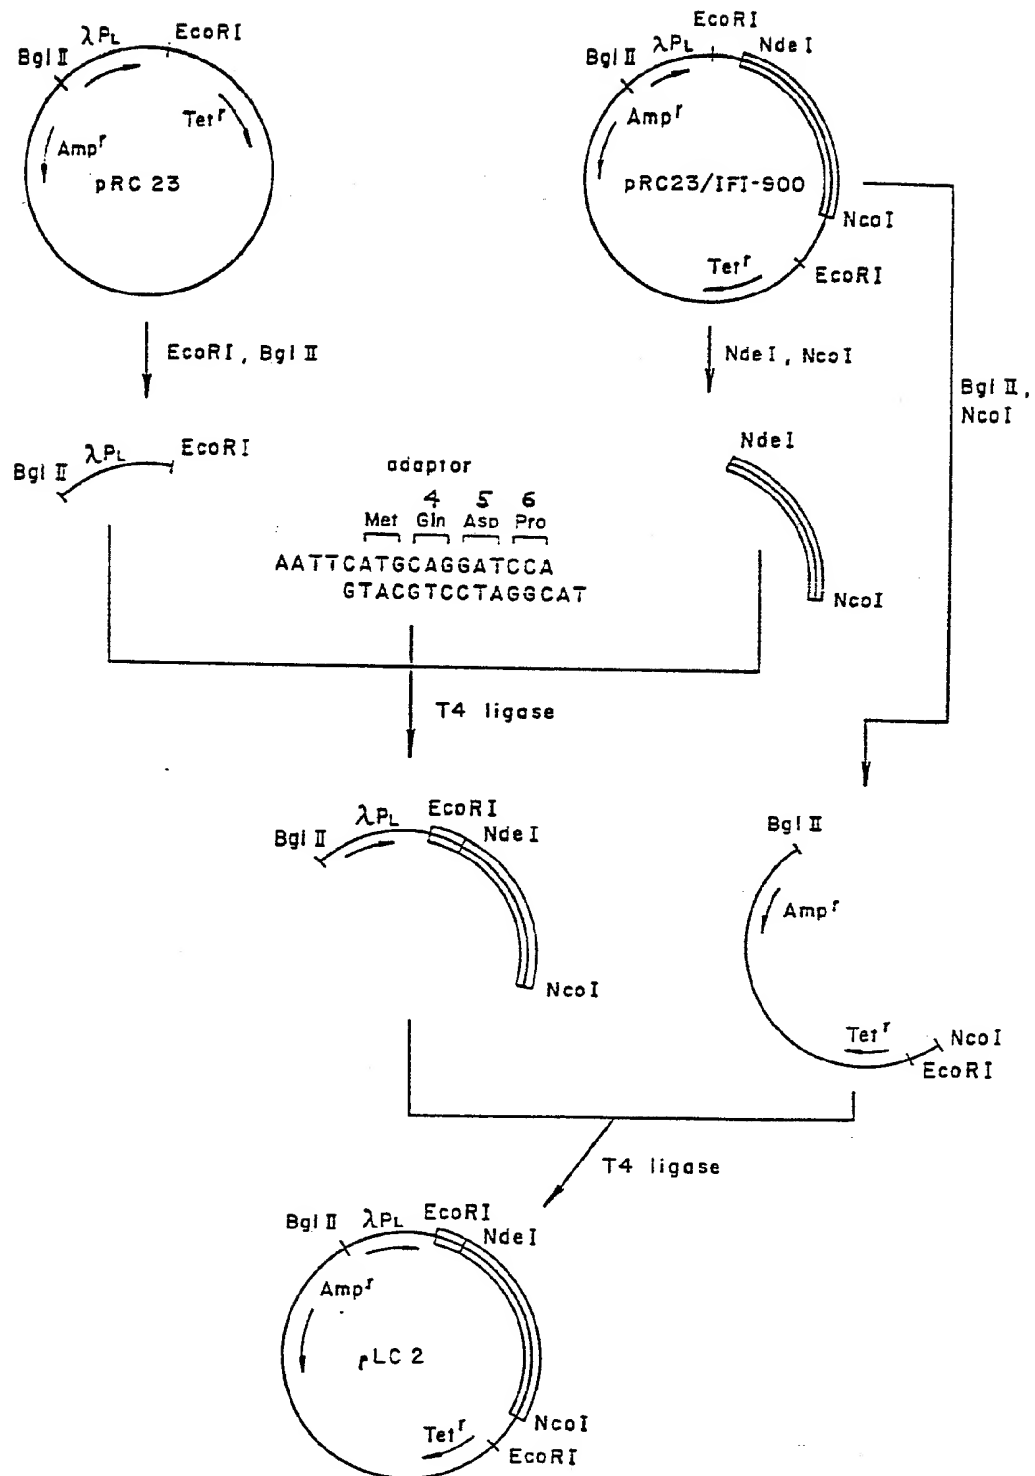 λPL
EcoRI
Bgl II
Tetr
Ampr
pRC 23
EcoRI
λPL
NdeI
Bgl II
Ampr
pRC23/IFI-900
NcoI
EcoRI
Tetr
EcoRI, Bgl II
NdeI, NcoI
Bgl II,
NcoI
Bgl II
λPL
EcoRI
adaptor
4 5 6
Met Gln Asp Pro
AATTCATGCAGGATCCA
GTACGTCCTAGGCAT
NdeI
NcoI
T4 ligase
Bgl II
λPL
EcoRI
NdeI
NcoI
Bgl II
Ampr
Tetr
NcoI
EcoRI
T4 ligase
Bgl II
λPL
EcoRI
NdeI
Ampr
LC 2
NcoI
Tetr
EcoRI